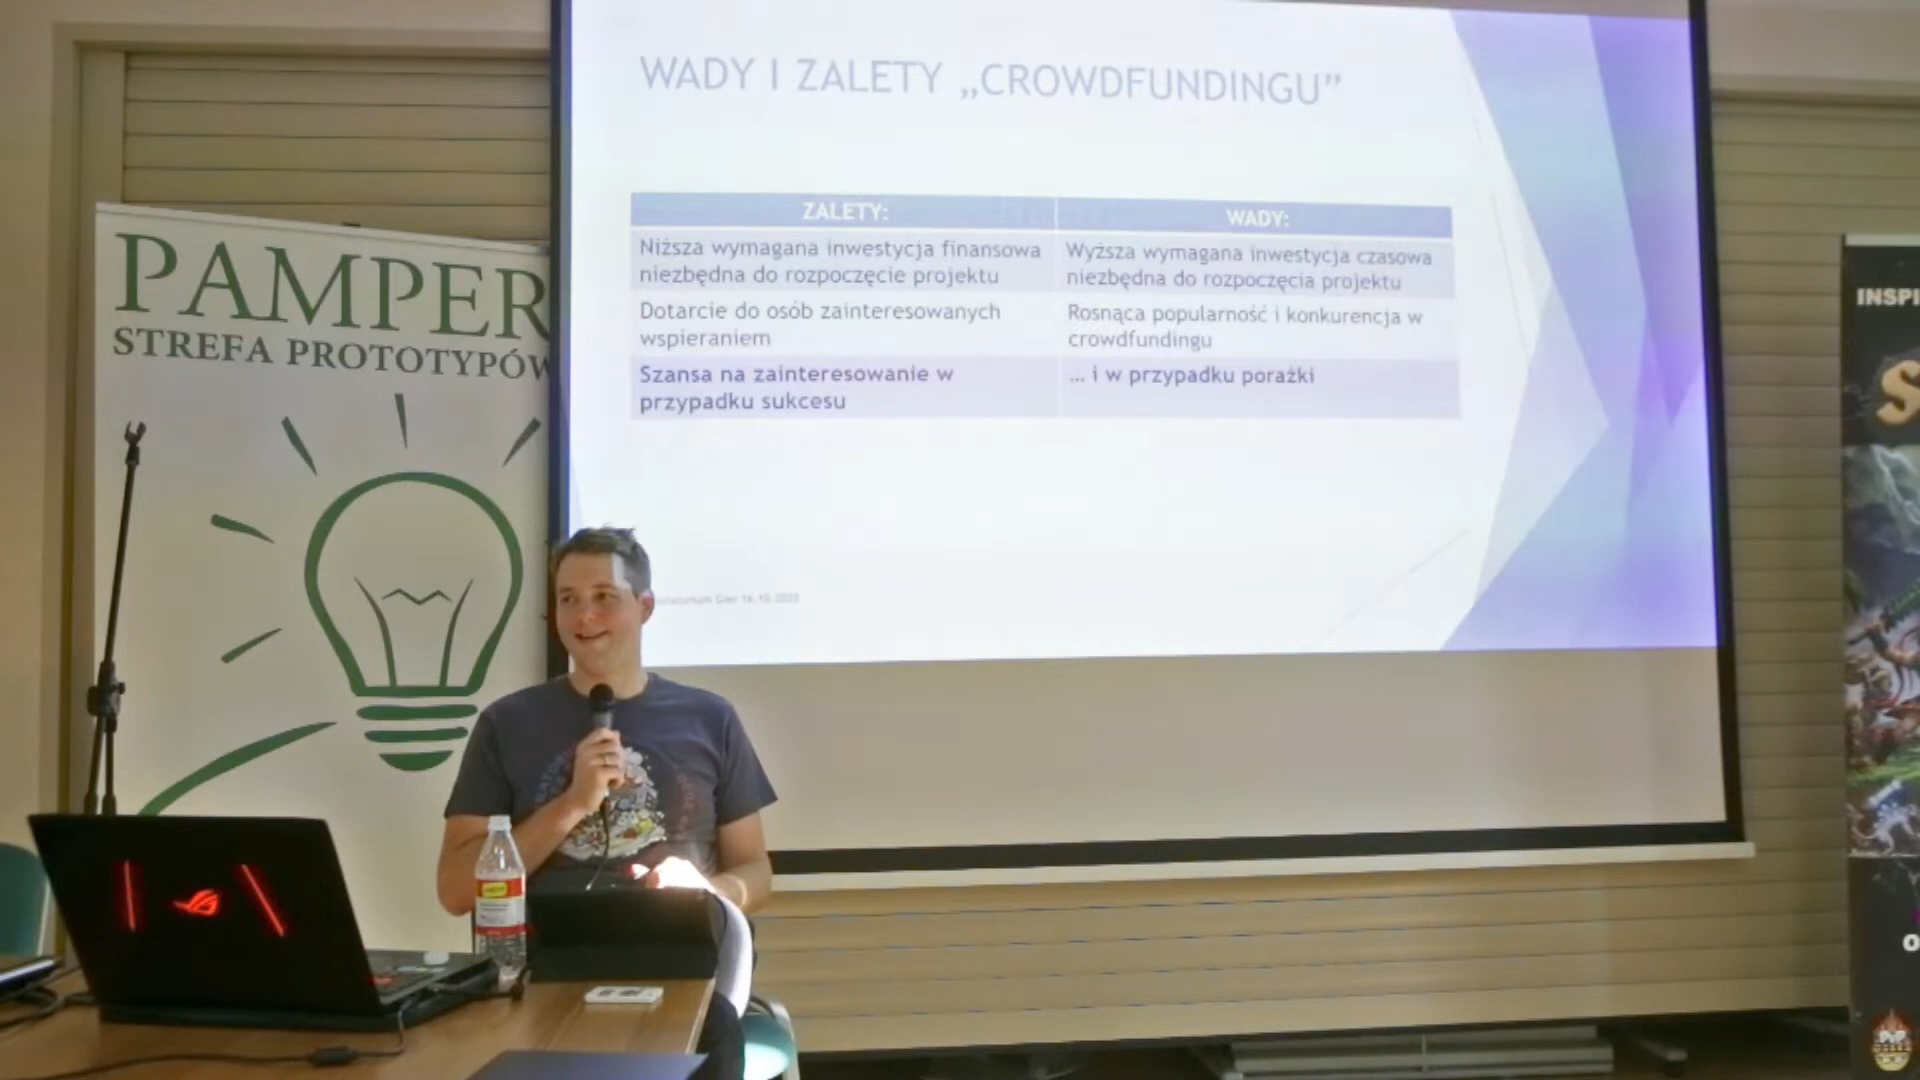 WADY I ZALETY „CROWDFUNDINGU”
ZALETY:
WADY:
Niższa wymagana inwestycja finansowa
niezbędna do rozpoczęcie projektu
Wyższa wymagana inwestycja czasowa
niezbędna do rozpoczęcia projektu
Dotarcie do osób zainteresowanych
wspieraniem
Rosnąca popularność i konkurencja w
crowdfundingu
Szansa na zainteresowanie w
przypadku sukcesu
... i w przypadku porażki
PAMPER
STREFA PROTOTYPÓW
INSPI
S
O